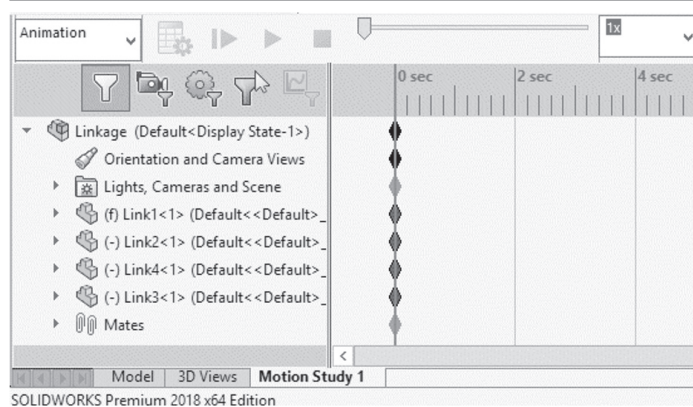 Animation
1x
0 sec
2 sec
4 sec
Linkage (Default<Display State-1>)
Orientation and Camera Views
Lights, Cameras and Scene
(f) Link1<1> (Default<<Default>_
(-) Link2<1> (Default<<Default>_
(-) Link4<1> (Default<<Default>_
(-) Link3<1> (Default<<Default>_
Mates
Model
3D Views
Motion Study 1
SOLIDWORKS Premium 2018 x64 Edition